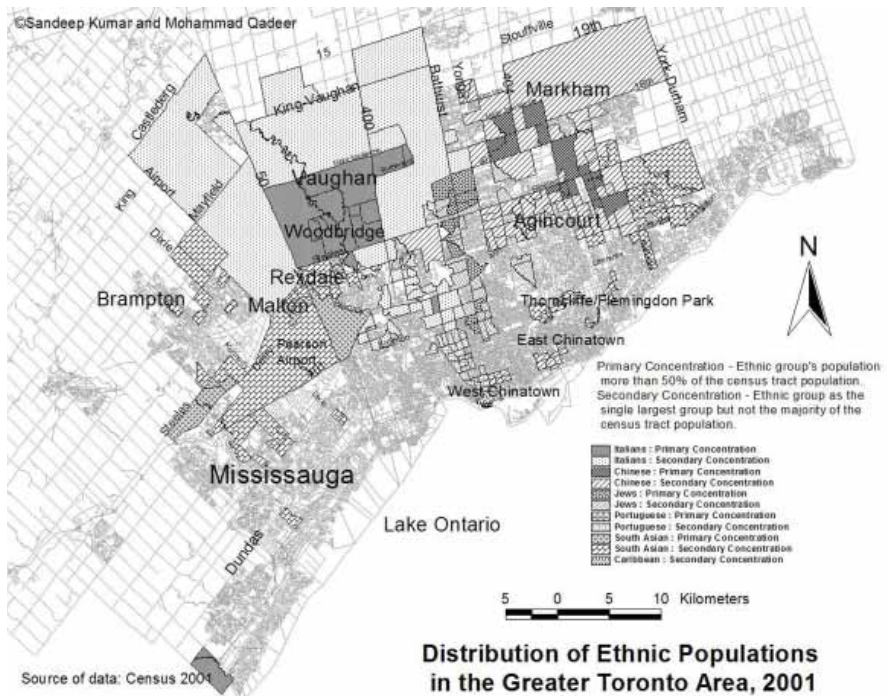 ©Sandeep Kumar and Mohammad Qadeer
Stouffville
19th
15
Castlederg
King-Vaughan
400
Bathurst
Yonge
404
Markham
16th
York-Durham
50
Vaughan
King
Airport
Mayfield
Woodbridge
Agincourt
Dixie
Rexdale
N
Brampton
Malton
Thorncliffe/Flemingdon Park
Pearson
Airport
East Chinatown
West Chinatown
Steeles
Primary Concentration - Ethnic group's population
more than 50% of the census tract population.
Secondary Concentration - Ethnic group as the
single largest group but not the majority of the
census tract population.
Italians : Primary Concentration
Italians : Secondary Concentration
Chinese : Primary Concentration
Chinese : Secondary Concentration
Jews : Primary Concentration
Jews : Secondary Concentration
Portuguese : Primary Concentration
Portuguese : Secondary Concentration
South Asian : Primary Concentration
South Asian : Secondary Concentration
Caribbean : Secondary Concentration
Mississauga
Lake Ontario
Dundas
5 0 5 10 Kilometers
Distribution of Ethnic Populations
in the Greater Toronto Area, 2001
Source of data: Census 2001